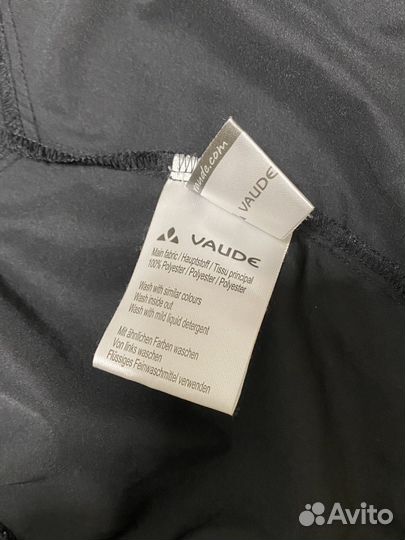 VAUDE
aude.com
VAUDE
Main fabric / Hauptstoff / Tissu principal
100% Polyester / Polyester / Polyester
Wash with similar colours
Wash inside out
Wash with mild liquid detergent
Mit ähnlichen Farben waschen
Von links waschen
Flüssiges Feinwaschmittel verwenden
Avito